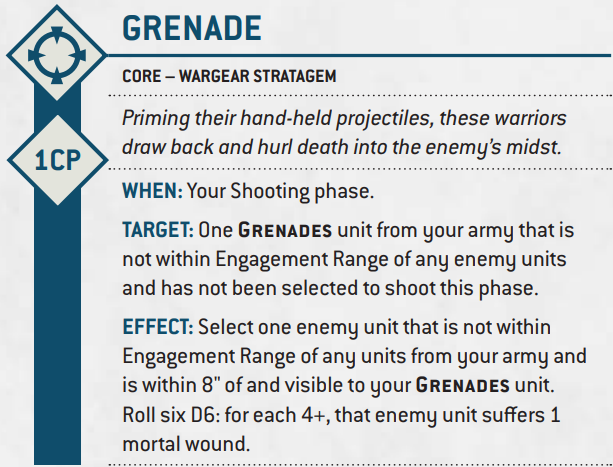 GRENADE
CORE – WARGEAR STRATAGEM
Priming their hand-held projectiles, these warriors
draw back and hurl death into the enemy's midst.
1CP
WHEN: Your Shooting phase.
TARGET: One GRENADES unit from your army that is
not within Engagement Range of any enemy units
and has not been selected to shoot this phase.
EFFECT: Select one enemy unit that is not within
Engagement Range of any units from your army and
is within 8" of and visible to your GRENADES unit.
Roll six D6: for each 4+, that enemy unit suffers 1
mortal wound.